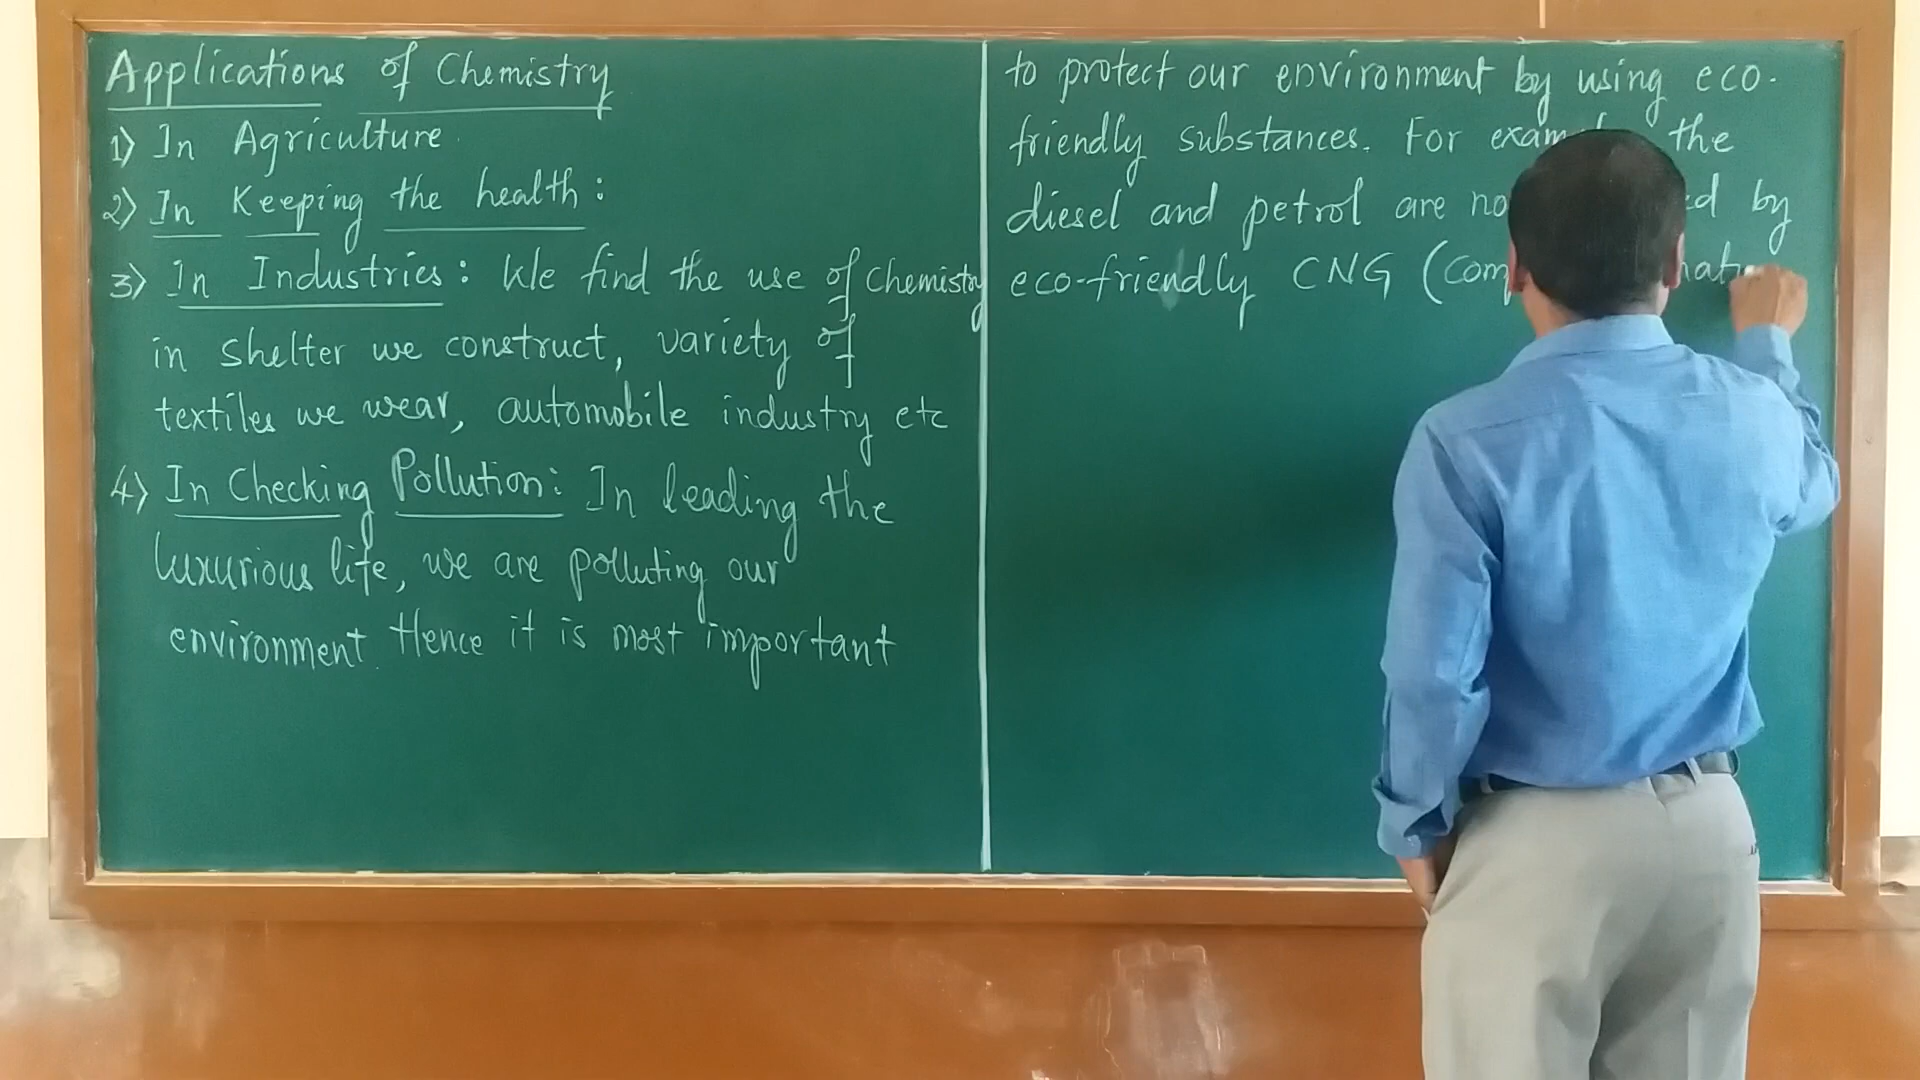 Applications of Chemistry
1) In Agriculture.
2) In Keeping the health:
3) In Industries: We find the use of Chemistry
in shelter we construct, variety of
textiles we wear, automobile industry etc
4) In Checking Pollution: In leading the
luxurious life, we are polluting our
environment. Hence it is most important
to protect our environment by using eco-
friendly substances. For the
diesel and petrol are by
eco-friendly CNG (